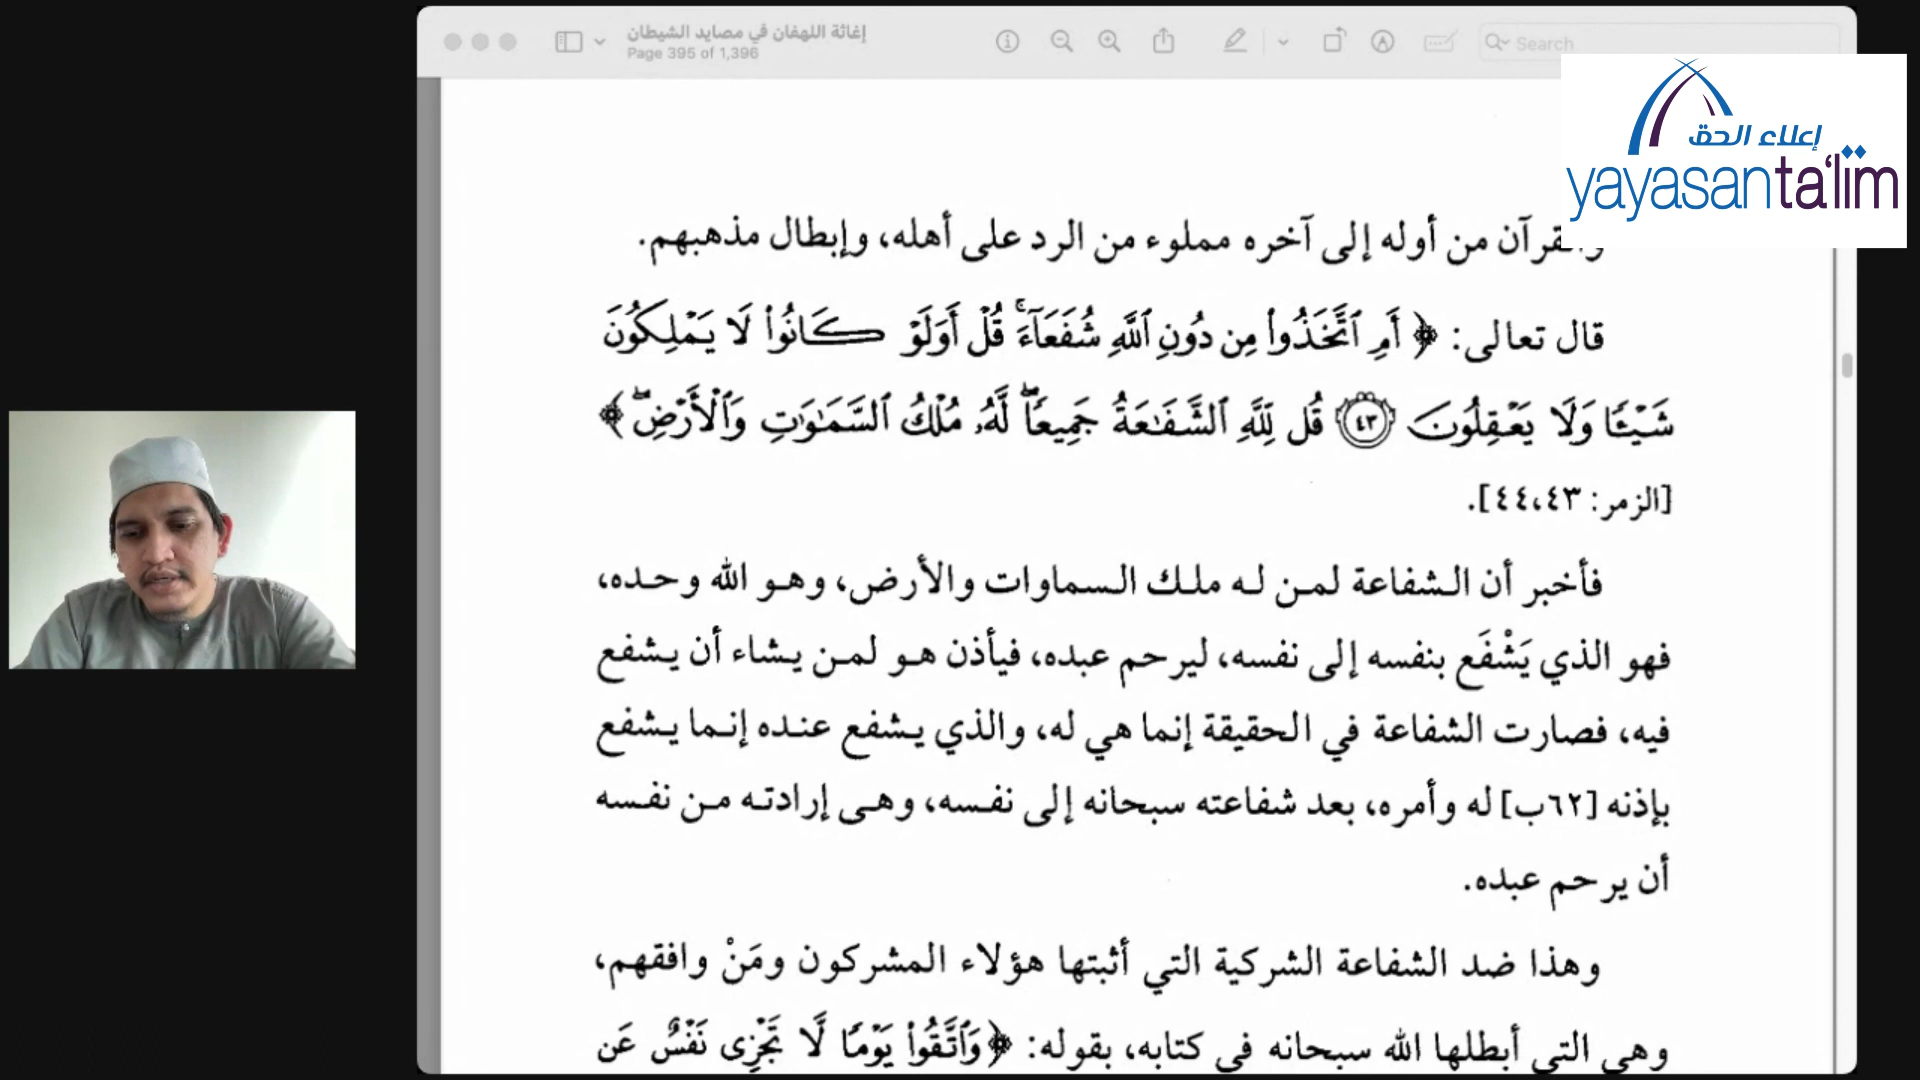 إغاثة اللهفان في مصايد الشيطان
Page 395 of 1,396
Search
إعلاء الحق
yayasanta'lim
والقرآن من أوله إلى آخره مملوء من الرد على أهله، وإبطال مذهبهم.
قال تعالى: ﴿ أَمِ ٱتَّخَذُوا۟ مِن دُونِ ٱللَّهِ شُفَعَآءَ ۚ قُلْ أَوَلَوْ كَانُوا۟ لَا يَمْلِكُونَ
شَيْـًٔا وَلَا يَعْقِلُونَ ٤٣ قُل لِّلَّهِ ٱلشَّفَـٰعَةُ جَمِيعًا ۖ لَّهُۥ مُلْكُ ٱلسَّمَـٰوَٰتِ وَٱلْأَرْضِ ۖ ﴾
[الزمر: ٤٤،٤٣].
فأخبر أن الشفاعة لمن له ملك السماوات والأرض، وهو الله وحده،
فهو الذي يَشْفَع بنفسه إلى نفسه، ليرحم عبده، فيأذن هو لمن يشاء أن يشفع
فيه، فصارت الشفاعة في الحقيقة إنما هي له، والذي يشفع عنده إنما يشفع
بإذنه [٦٢ب] له وأمره، بعد شفاعته سبحانه إلى نفسه، وهي إرادته من نفسه
أن يرحم عبده.
وهذا ضد الشفاعة الشركية التي أثبتها هؤلاء المشركون ومَنْ وافقهم،
وهي التي أبطلها الله سبحانه في كتابه، بقوله: ﴿ وَٱتَّقُوا۟ يَوْمًا لَّا تَجْزِى نَفْسٌ عَن